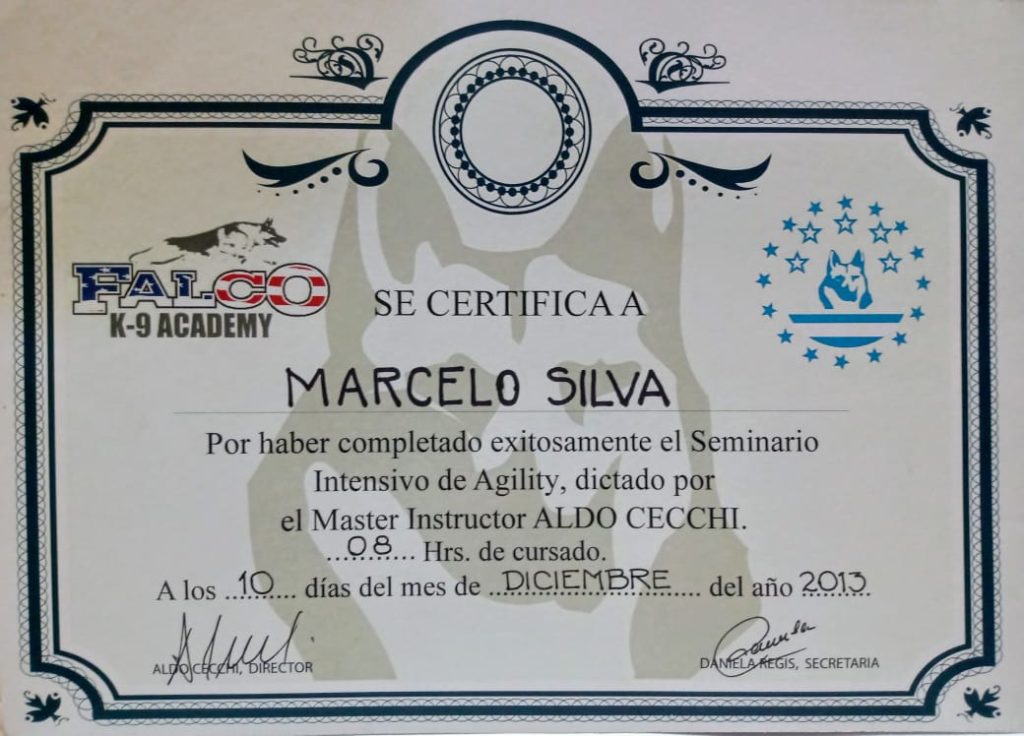 FALCO
K-9 ACADEMY
SE CERTIFICA A
MARCELO SILVA
Por haber completado exitosamente el Seminario
Intensivo de Agility, dictado por
el Master Instructor ALDO CECCHI.
....08.... Hrs. de cursado.
A los ...10.... días del mes de ...DICIEMBRE..... del año 2013.
ALDO CECCHI, DIRECTOR
DANIELA REGIS, SECRETARIA